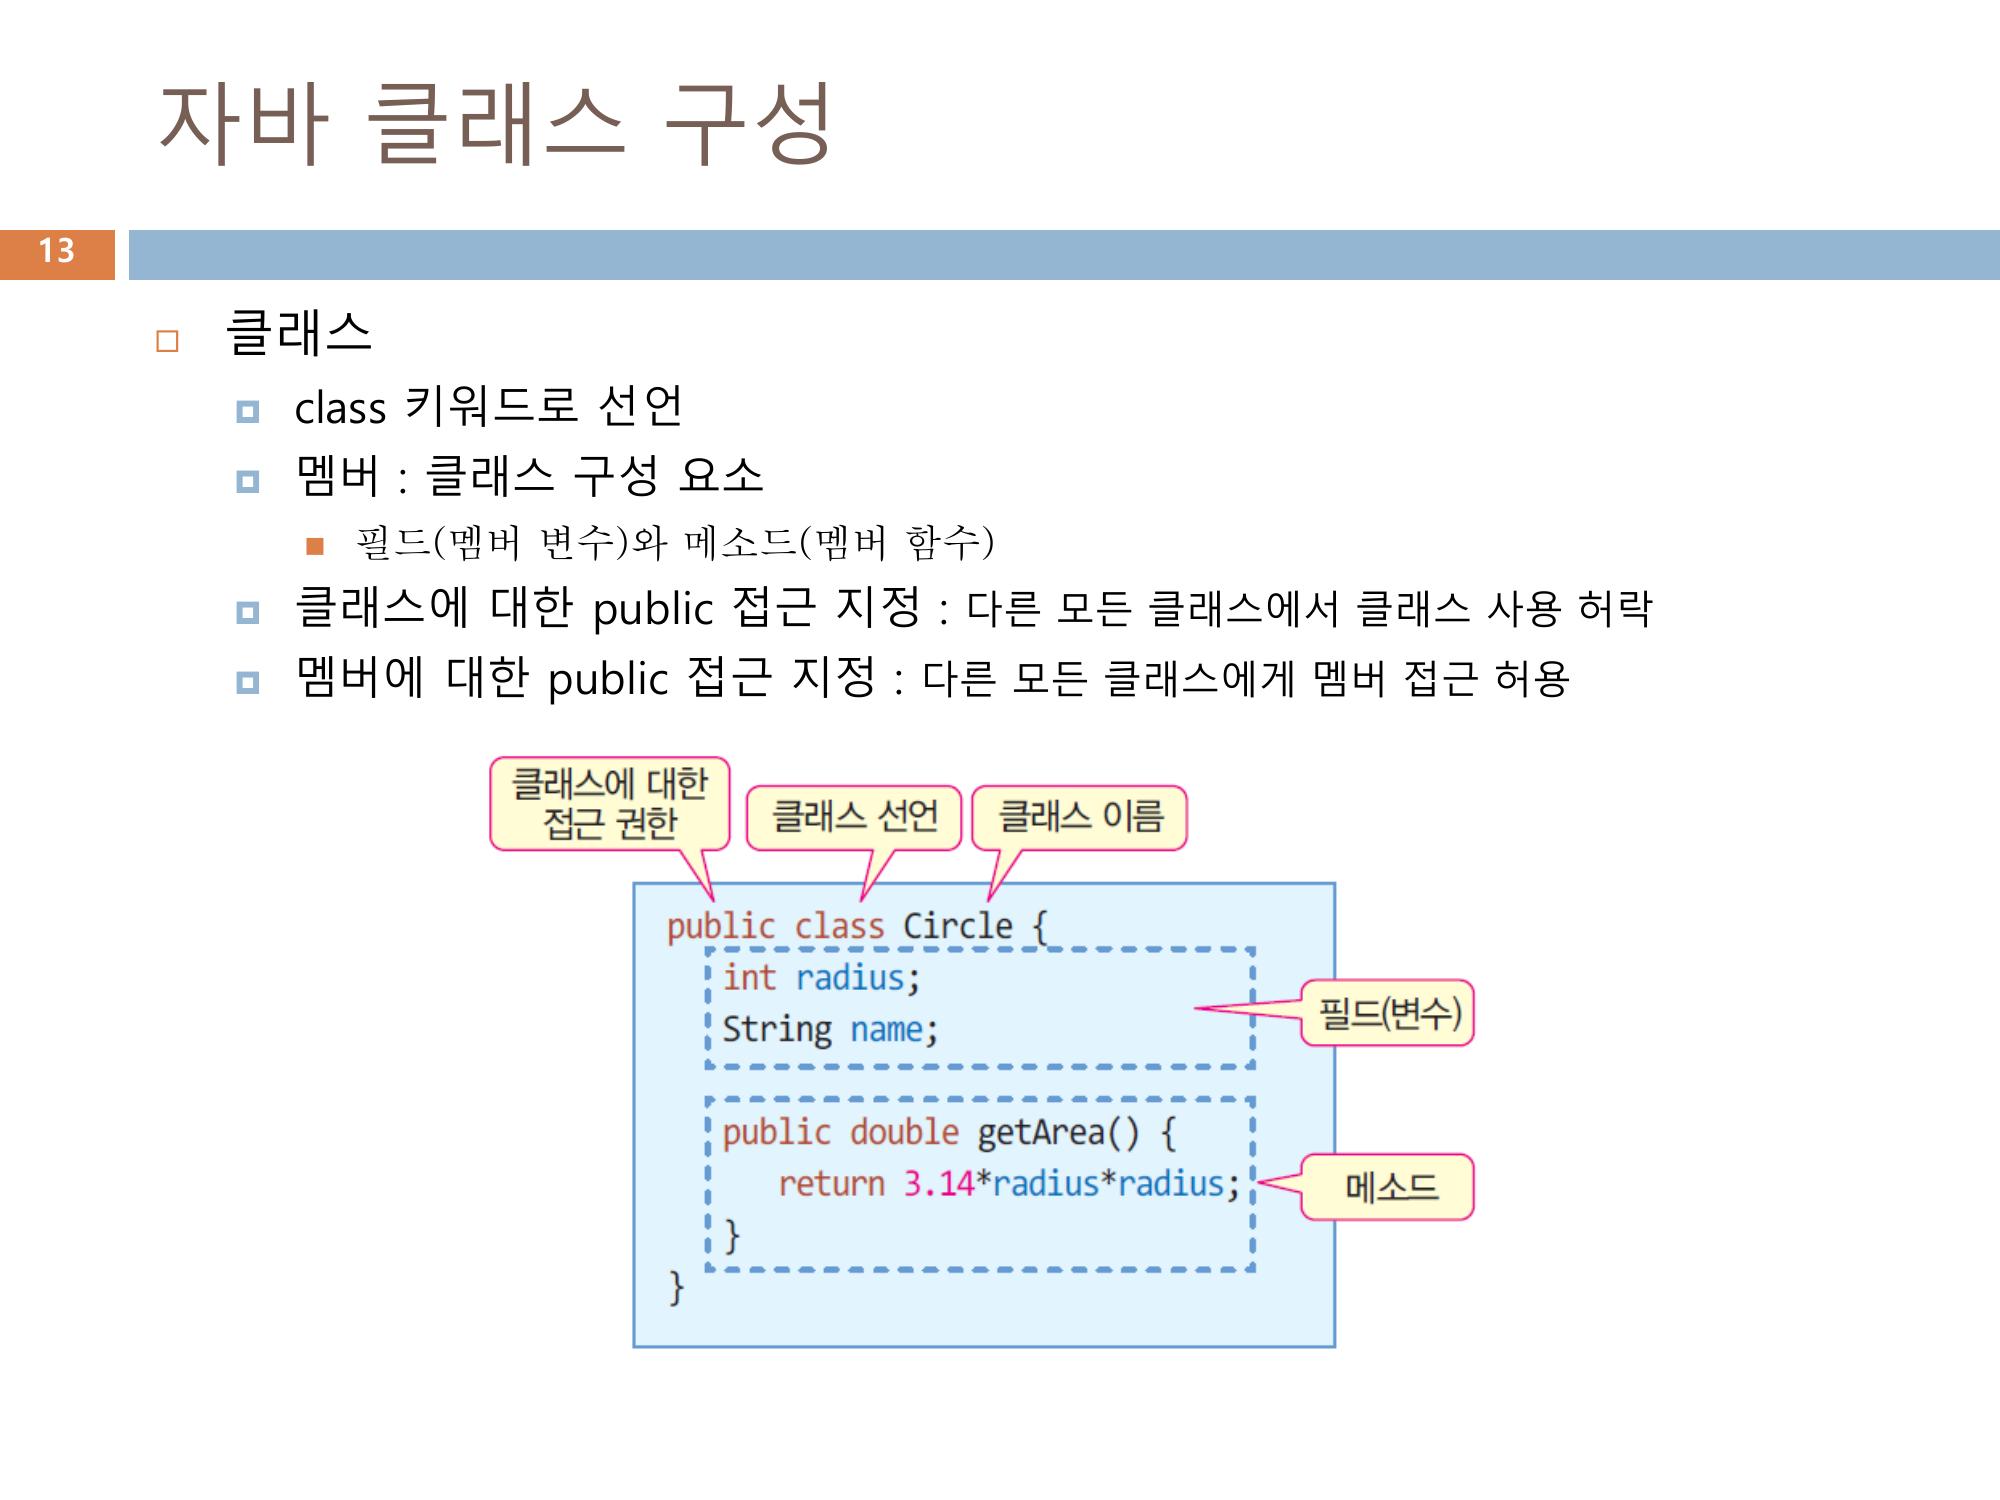 자바 클래스 구성
13
클래스
class 키워드로 선언
멤버 : 클래스 구성 요소
필드(멤버 변수)와 메소드(멤버 함수)
클래스에 대한 public 접근 지정 : 다른 모든 클래스에서 클래스 사용 허락
멤버에 대한 public 접근 지정 : 다른 모든 클래스에게 멤버 접근 허용
클래스에 대한
접근 권한
클래스 선언
클래스 이름
public class Circle {
int radius;
String name;
필드(변수)
public double getArea() {
return 3.14*radius*radius;
메소드
}
}